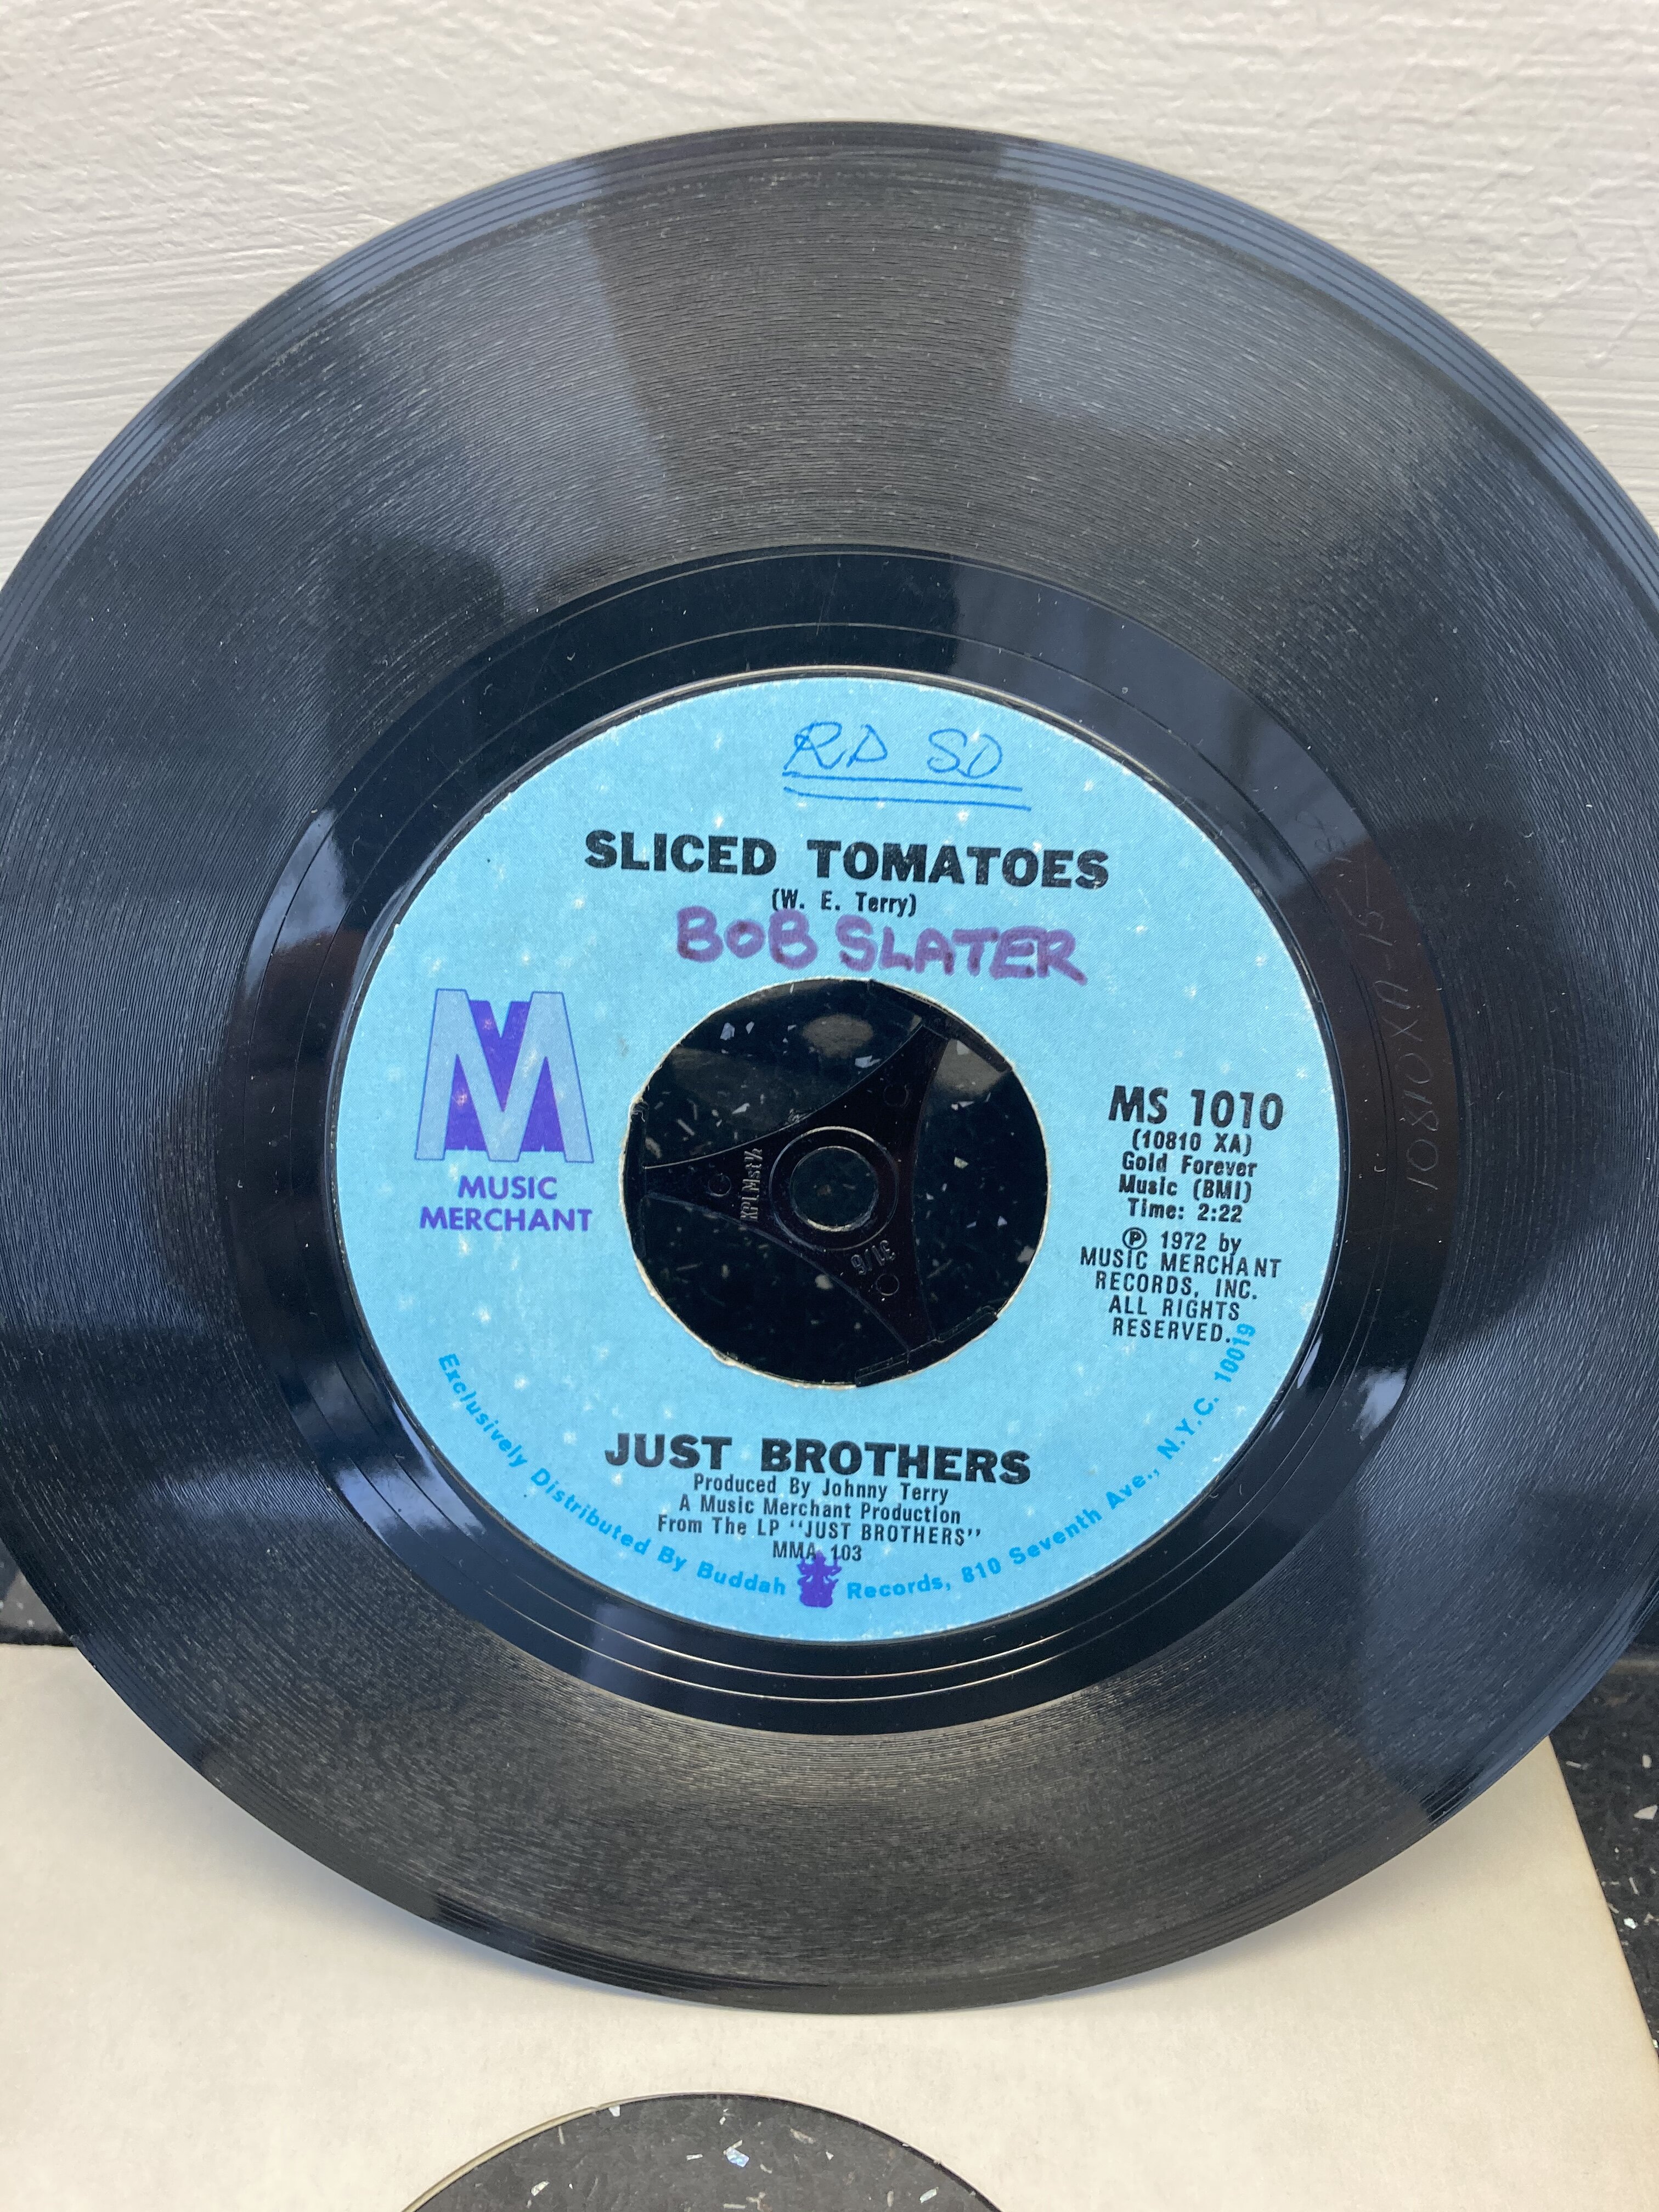 RD SD
SLICED TOMATOES
(W. E. Terry)
BOB SLATER
M
MUSIC
MERCHANT
MS 1010
(10810 XA)
Gold Forever
Music (BMI)
Time: 2:22
℗ 1972 by
MUSIC MERCHANT
RECORDS, INC.
ALL RIGHTS
RESERVED.
JUST BROTHERS
Produced By Johnny Terry
A Music Merchant Production
From The LP "JUST BROTHERS"
MMA 103
Exclusively Distributed By Buddah Records, 810 Seventh Ave., N.Y.C. 10019
3116